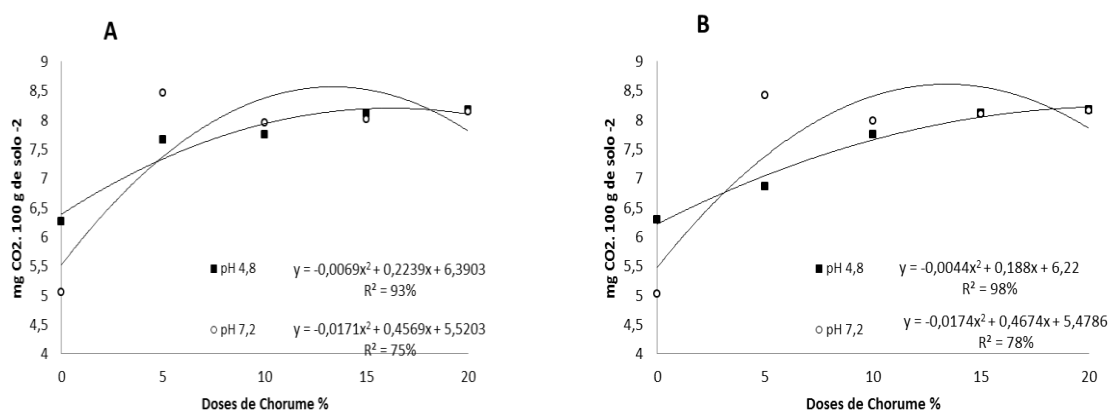 A
mg CO2. 100 g de solo -2
9
8,5
8
7,5
7
6,5
6
5,5
5
4,5
4
pH 4,8 y = -0,0069x² + 0,2239x + 6,3903
R² = 93%
pH 7,2 y = -0,0171x² + 0,4569x + 5,5203
R² = 75%
0 5 10 15 20
Doses de Chorume %
B
mg CO2. 100 g de solo -2
9
8,5
8
7,5
7
6,5
6
5,5
5
4,5
4
pH 4,8 y = -0,0044x² + 0,188x + 6,22
R² = 98%
pH 7,2 y = -0,0174x² + 0,4674x + 5,4786
R² = 78%
0 5 10 15 20
Doses de Chorume %